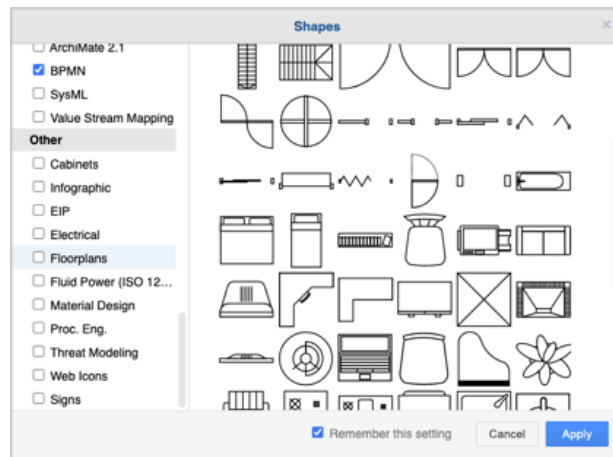 Shapes
ArchiMate 2.1
BPMN
SysML
Value Stream Mapping
Other
Cabinets
Infographic
EIP
Electrical
Floorplans
Fluid Power (ISO 12...
Material Design
Proc. Eng.
Threat Modeling
Web Icons
Signs
Remember this setting
Cancel
Apply